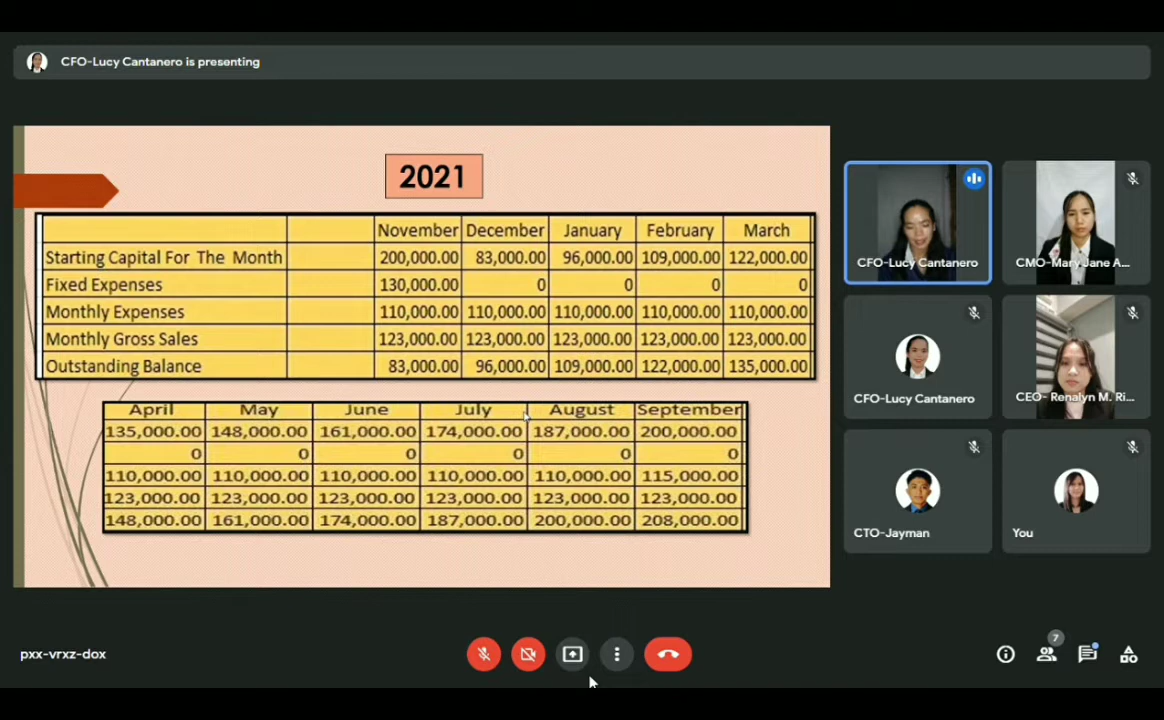 CFO-Lucy Cantanero is presenting
2021
November December January February March
Starting Capital For The Month 200,000.00 83,000.00 96,000.00 109,000.00 122,000.00
Fixed Expenses 130,000.00 0 0 0 0
Monthly Expenses 110,000.00 110,000.00 110,000.00 110,000.00 110,000.00
Monthly Gross Sales 123,000.00 123,000.00 123,000.00 123,000.00 123,000.00
Outstanding Balance 83,000.00 96,000.00 109,000.00 122,000.00 135,000.00
April May June July August September
135,000.00 148,000.00 161,000.00 174,000.00 187,000.00 200,000.00
0 0 0 0 0 0
110,000.00 110,000.00 110,000.00 110,000.00 110,000.00 115,000.00
123,000.00 123,000.00 123,000.00 123,000.00 123,000.00 123,000.00
148,000.00 161,000.00 174,000.00 187,000.00 200,000.00 208,000.00
CFO-Lucy Cantanero
CMO-Mary Jane A...
CFO-Lucy Cantanero
CEO- Renalyn M. Ri...
CTO-Jayman
You
pxx-vrxz-dox
7